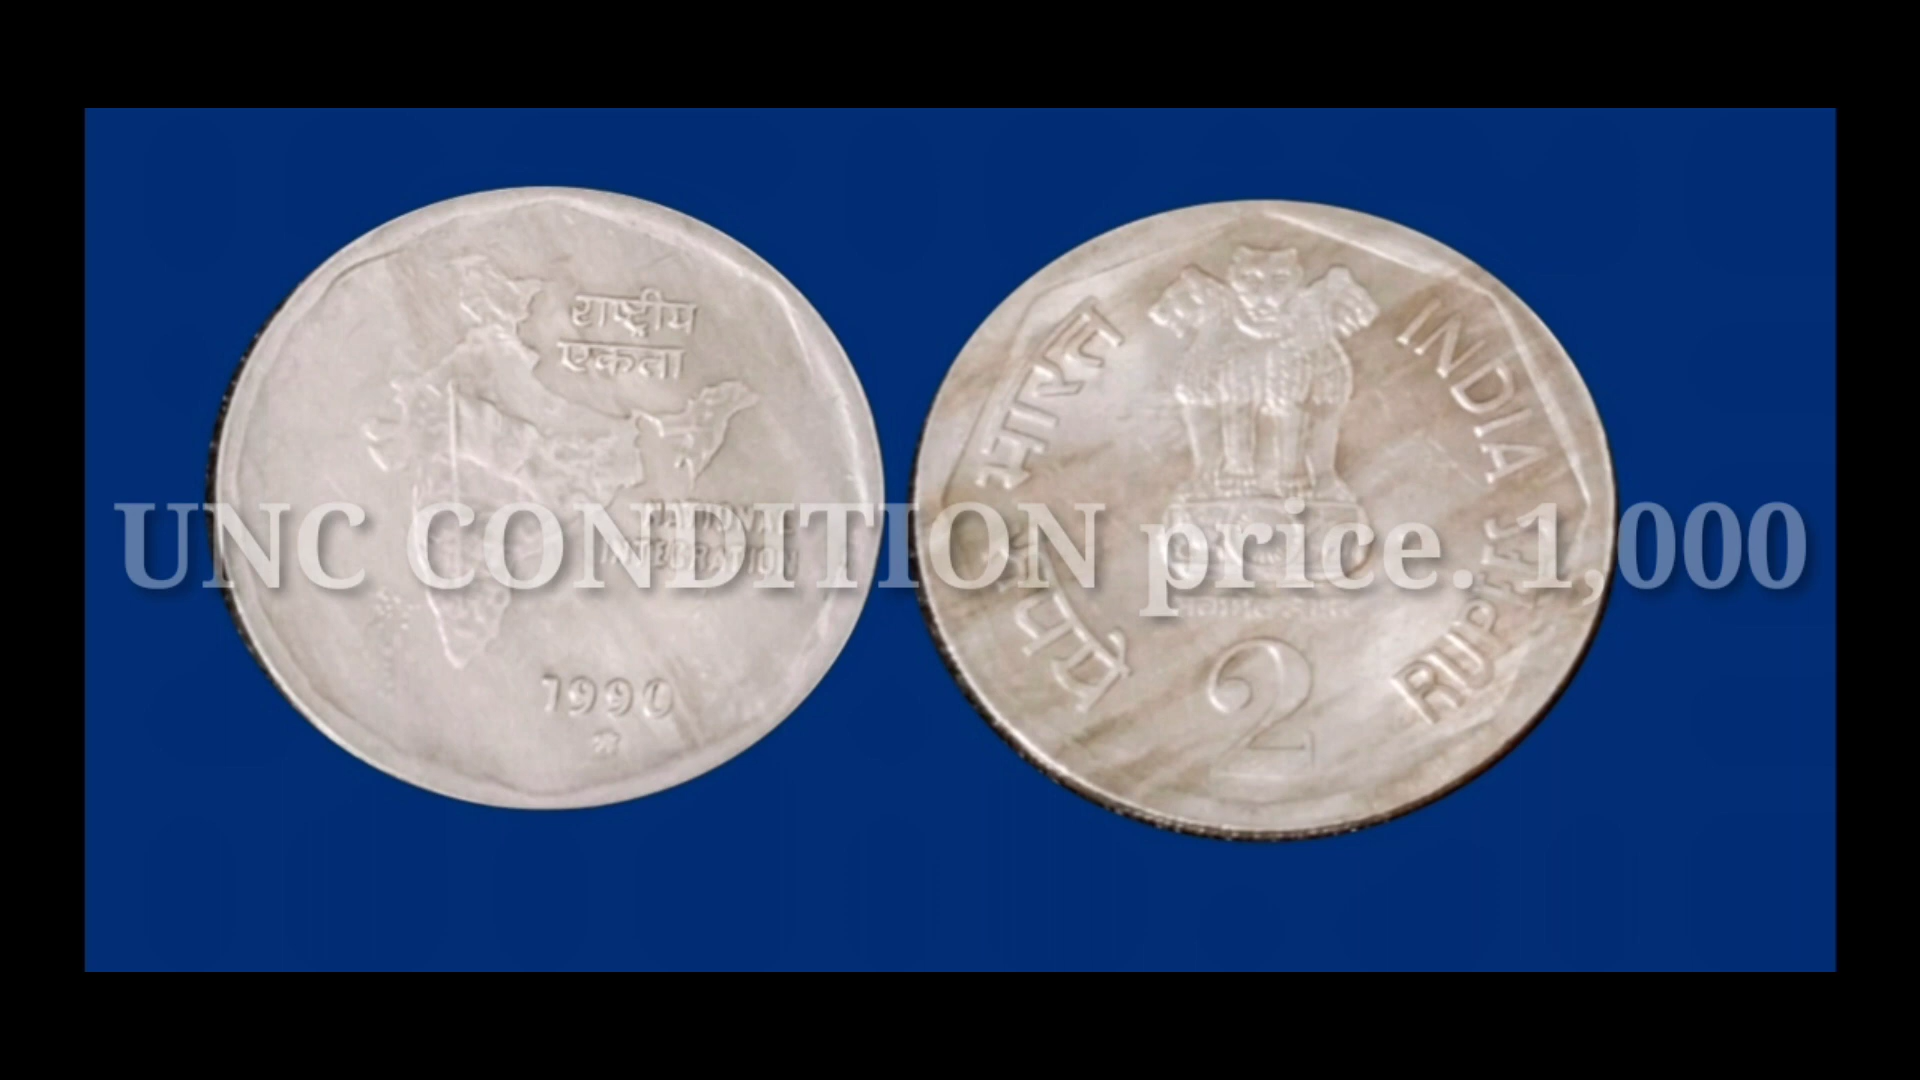 राष्ट्रीय
एकता
NATIONAL
INTEGRATION
1990
भारत
INDIA
रुपये
RUPEES
2
UNC CONDITION price. 1,000